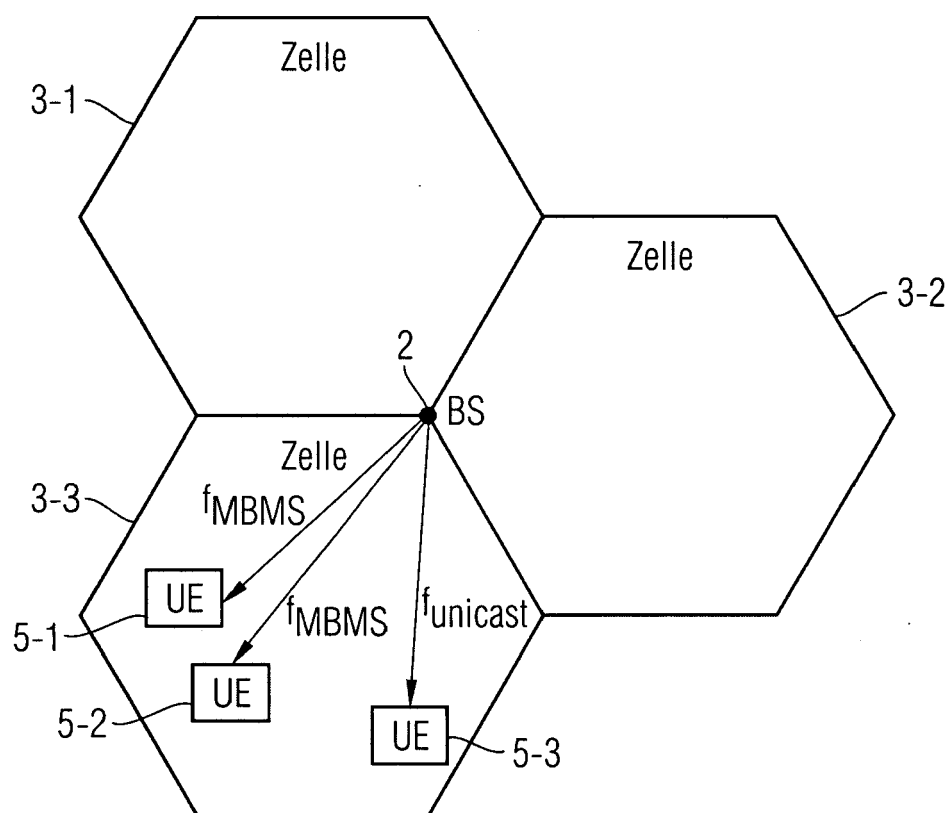 Zelle
3-1
Zelle
3-2
2
BS
Zelle
3-3
fMBMS
UE
fMBMS
funicast
5-1
UE
5-2
UE
5-3